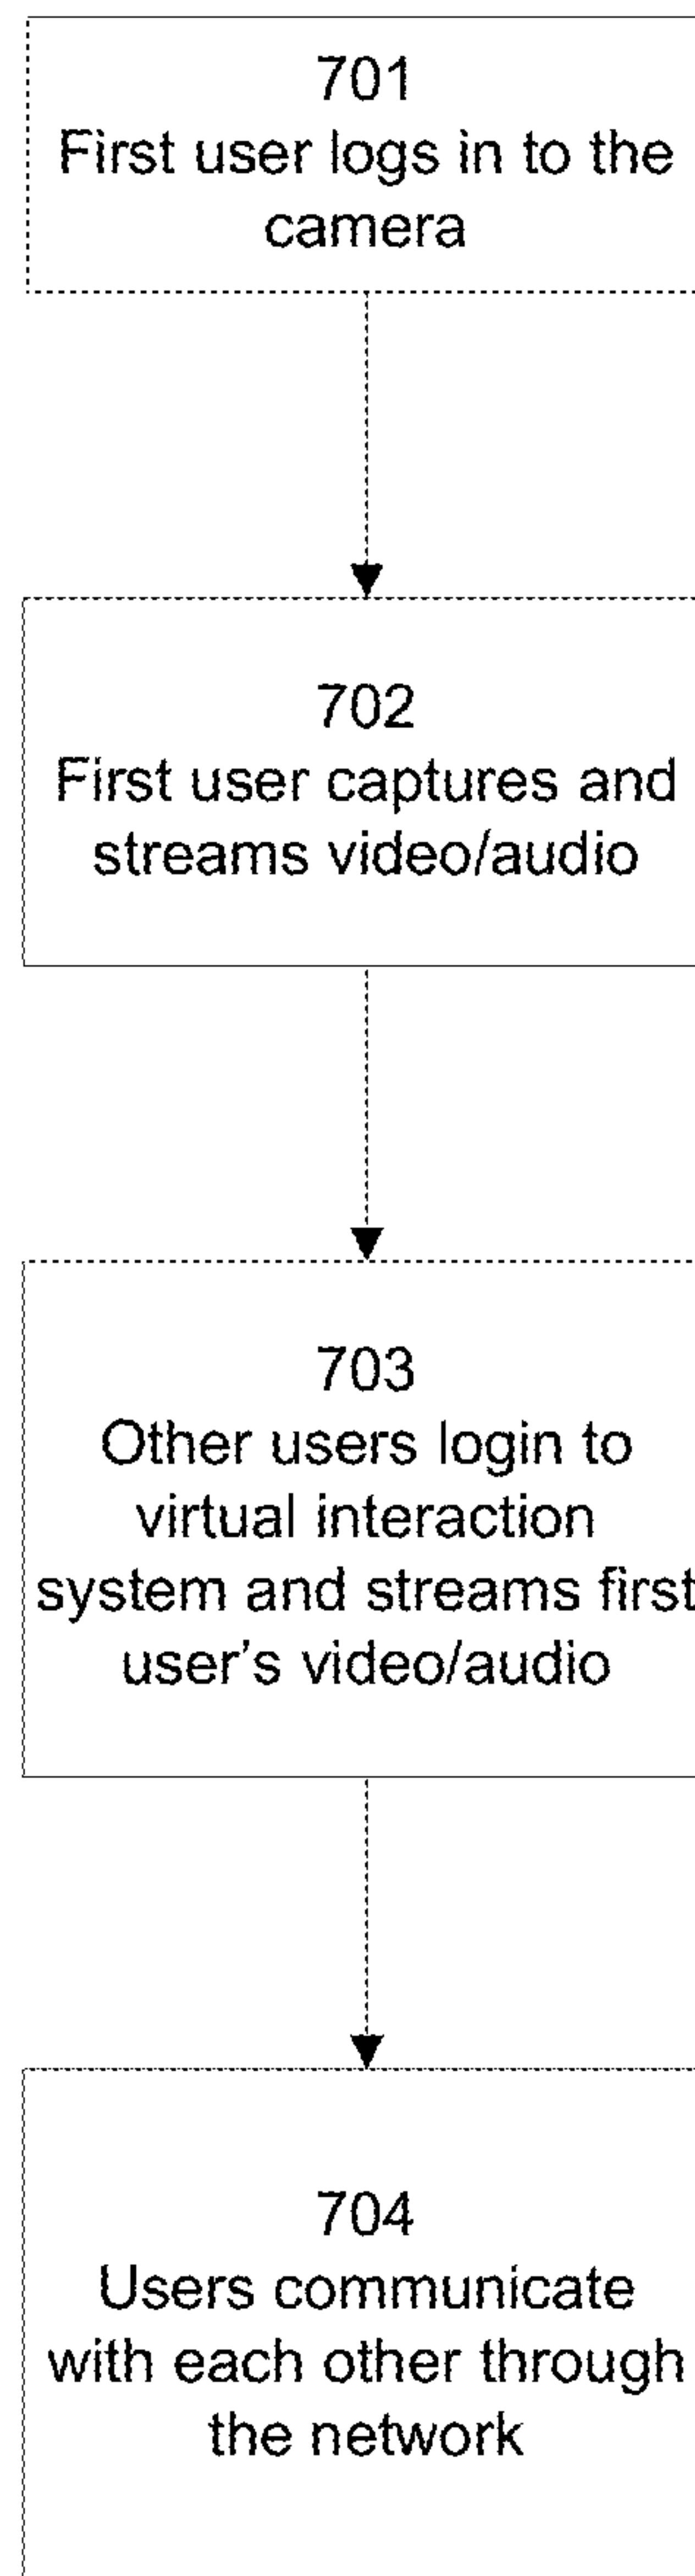 701
First user logs in to the
camera
702
First user captures and
streams video/audio
703
Other users login to
virtual interaction
system and streams first
user's video/audio
704
Users communicate
with each other through
the network